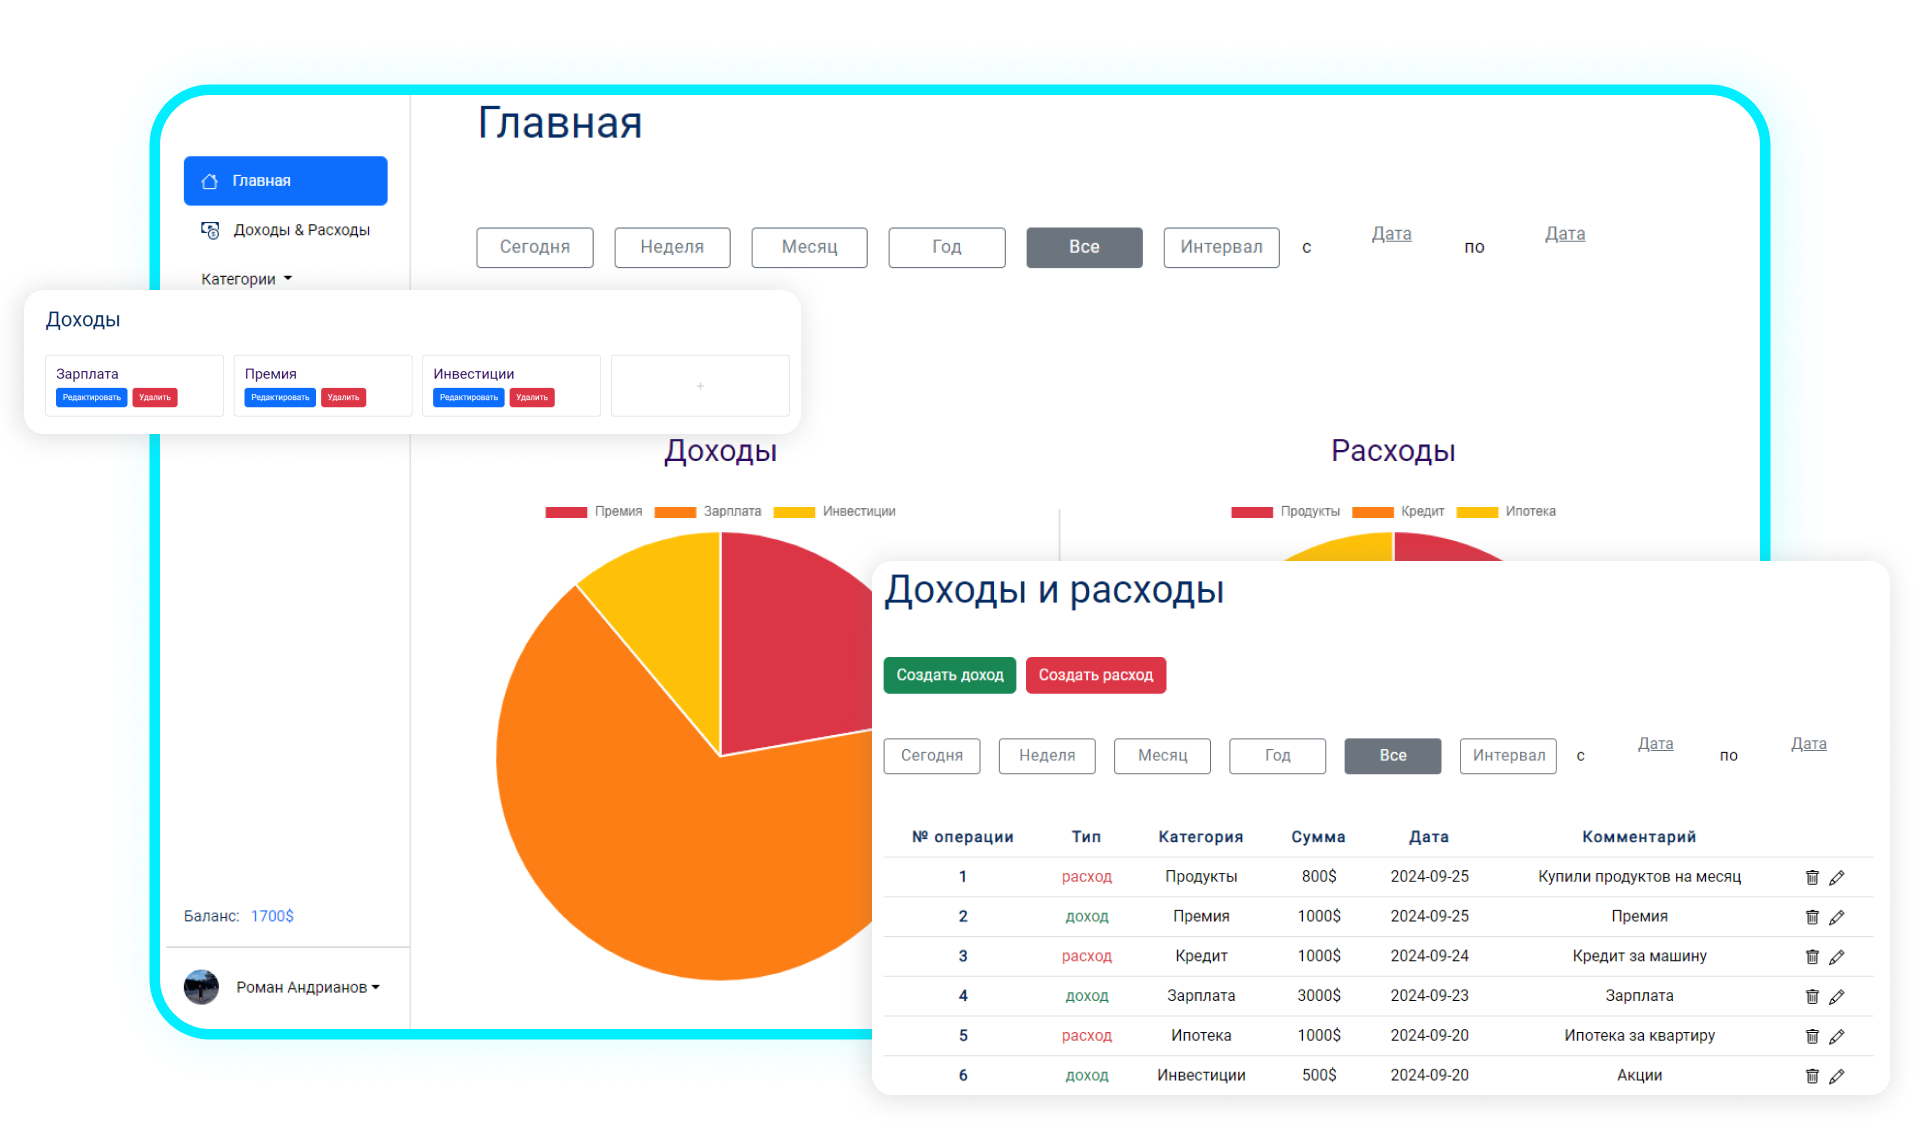 Главная
Главная
Доходы & Расходы
Категории
Сегодня Неделя Месяц Год Все Интервал с Дата по Дата
Доходы
Зарплата
Редактировать Удалить
Премия
Редактировать Удалить
Инвестиции
Редактировать Удалить
+
Доходы
Премия Зарплата Инвестиции
Расходы
Продукты Кредит Ипотека
Баланс: 1700$
Роман Андрианов
Доходы и расходы
Создать доход Создать расход
Сегодня Неделя Месяц Год Все Интервал с Дата по Дата
№ операции Тип Категория Сумма Дата Комментарий
1 расход Продукты 800$ 2024-09-25 Купили продуктов на месяц
2 доход Премия 1000$ 2024-09-25 Премия
3 расход Кредит 1000$ 2024-09-24 Кредит за машину
4 доход Зарплата 3000$ 2024-09-23 Зарплата
5 расход Ипотека 1000$ 2024-09-20 Ипотека за квартиру
6 доход Инвестиции 500$ 2024-09-20 Акции